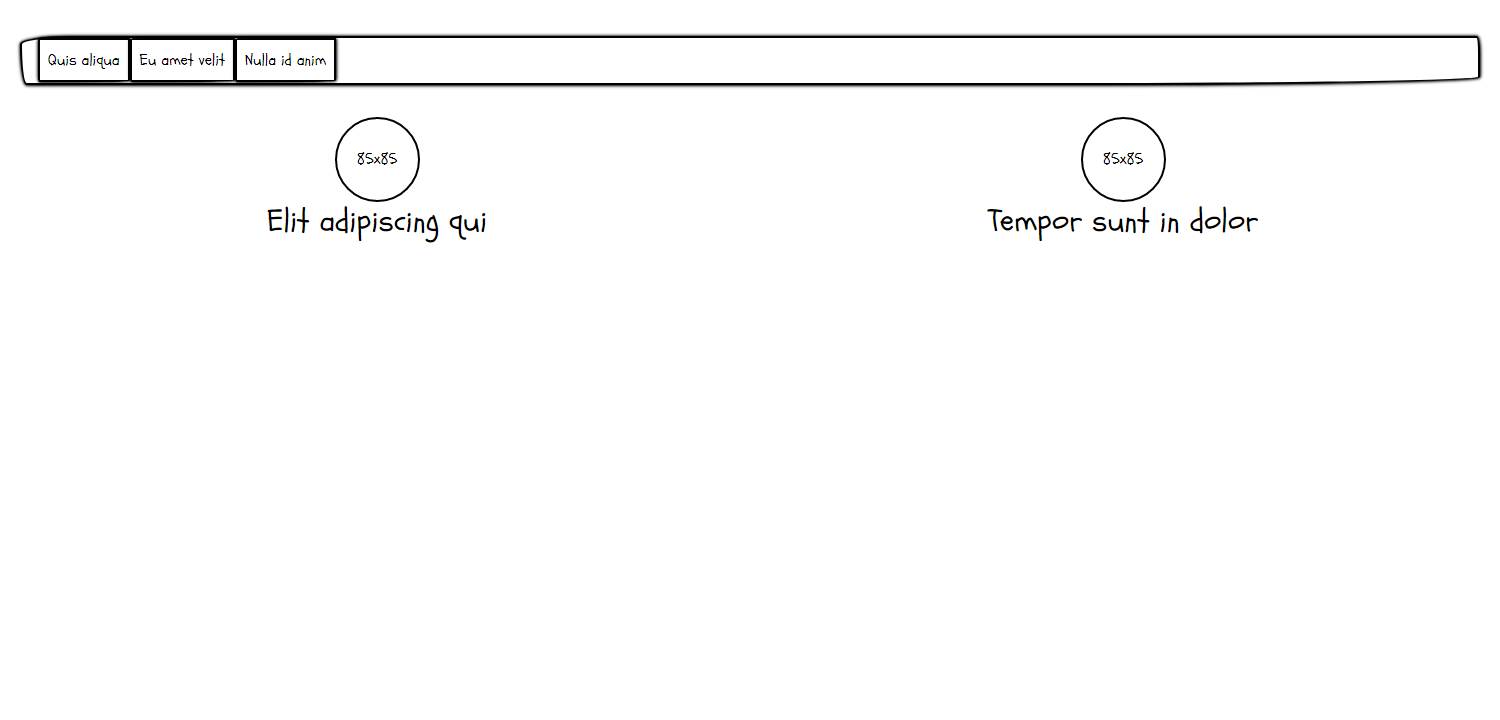 Quis aliqua Eu amet velit Nulla id anim
85x85 85x85
Elit adipiscing qui Tempor sunt in dolor